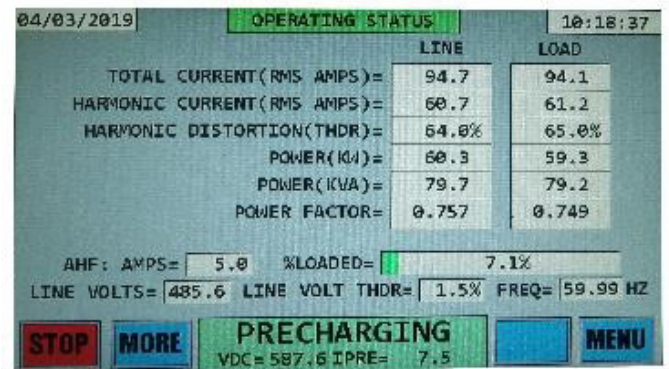 04/03/2019 OPERATING STATUS 10:18:37
LINE LOAD
TOTAL CURRENT(RMS AMPS)= 94.7 94.1
HARMONIC CURRENT(RMS AMPS)= 60.7 61.2
HARMONIC DISTORTION(THDR)= 64.0% 65.0%
POWER(KW)= 60.3 59.3
POWER(KVA)= 79.7 79.2
POWER FACTOR= 0.757 0.749
AHF: AMPS= 5.0 %LOADED= 7.1%
LINE VOLTS= 485.6 LINE VOLT THDR= 1.5% FREQ= 59.99 HZ
STOP MORE PRECHARGING MENU
VDC= 587.6 IPRE= 7.5